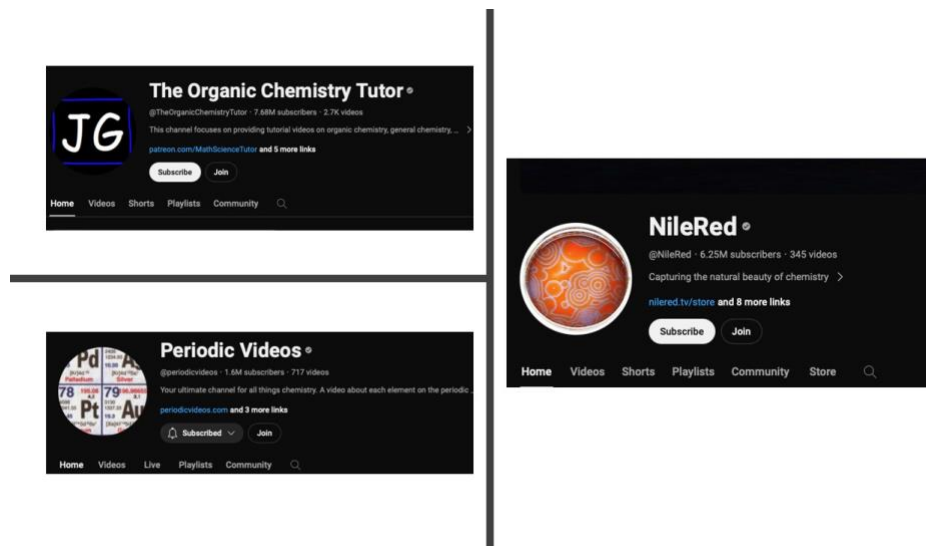 JG
The Organic Chemistry Tutor
@TheOrganicChemistryTutor · 7.68M subscribers · 2.7K videos
This channel focuses on providing tutorial videos on organic chemistry, general chemistry, ...
patreon.com/MathScienceTutor and 5 more links
Subscribe Join
Home Videos Shorts Playlists Community
Periodic Videos
@periodicvideos · 1.6M subscribers · 717 videos
Your ultimate channel for all things chemistry. A video about each element on the periodic ..
periodicvideos.com and 3 more links
Subscribed Join
Home Videos Live Playlists Community
Pd
Palladium Silver
78 79
Pt Au
NileRed
@NileRed · 6.25M subscribers · 345 videos
Capturing the natural beauty of chemistry
nilered.tv/store and 8 more links
Subscribe Join
Home Videos Shorts Playlists Community Store